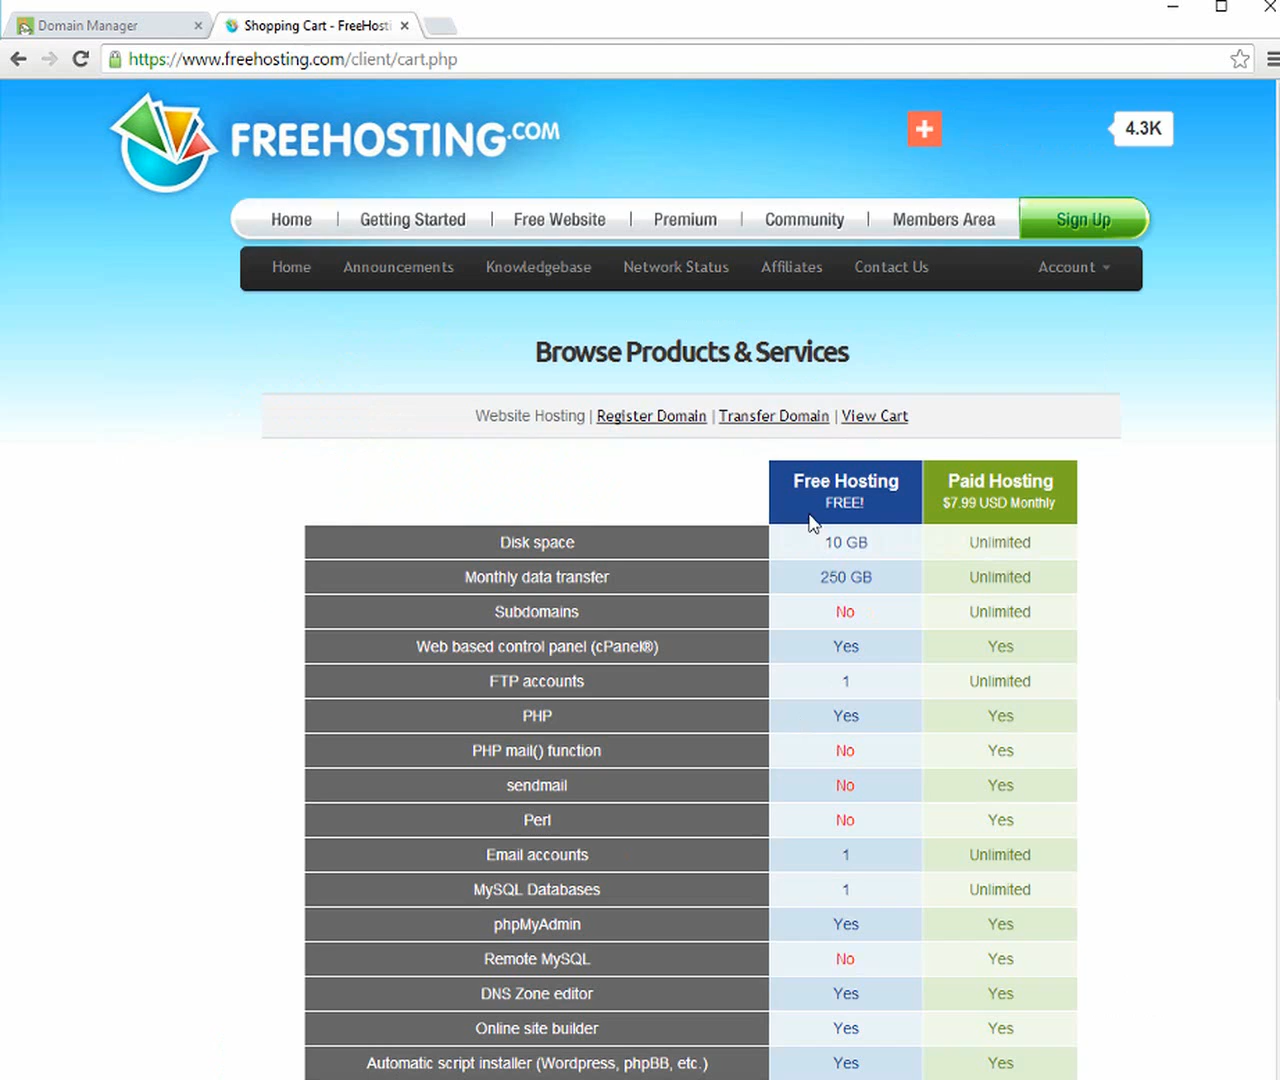 Domain Manager
Shopping Cart - FreeHosti
https://www.freehosting.com/client/cart.php
FREEHOSTING.COM
+
4.3K
Home | Getting Started | Free Website | Premium | Community | Members Area Sign Up
Home Announcements Knowledgebase Network Status Affiliates Contact Us Account
Browse Products & Services
Website Hosting | Register Domain | Transfer Domain | View Cart
Free Hosting Paid Hosting
FREE! $7.99 USD Monthly
Disk space 10 GB Unlimited
Monthly data transfer 250 GB Unlimited
Subdomains No Unlimited
Web based control panel (cPanel®) Yes Yes
FTP accounts 1 Unlimited
PHP Yes Yes
PHP mail() function No Yes
sendmail No Yes
Perl No Yes
Email accounts 1 Unlimited
MySQL Databases 1 Unlimited
phpMyAdmin Yes Yes
Remote MySQL No Yes
DNS Zone editor Yes Yes
Online site builder Yes Yes
Automatic script installer (Wordpress, phpBB, etc.) Yes Yes